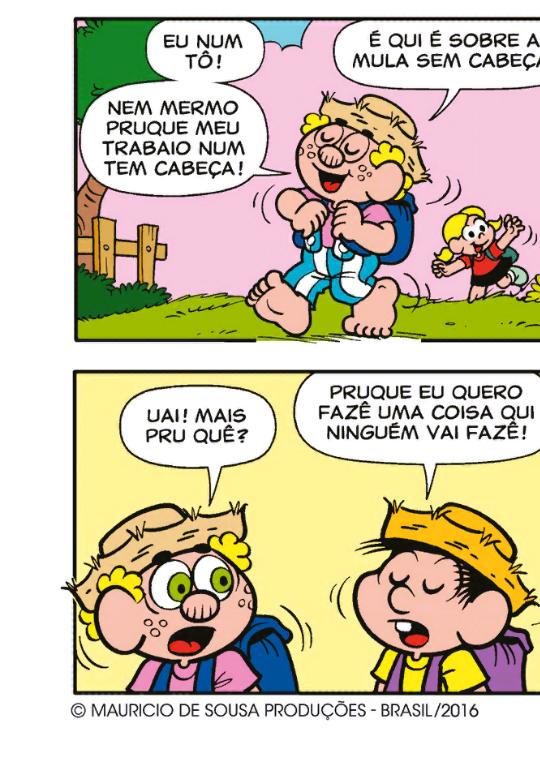 EU NUM
TÔ!
NEM MERMO
PRUQUE MEU
TRABAIO NUM
TEM CABEÇA!
É QUI É SOBRE A
MULA SEM CABEÇA
UAI! MAIS
PRU QUÊ?
PRUQUE EU QUERO
FAZÊ UMA COISA QUI
NINGUÉM VAI FAZÊ!
© MAURICIO DE SOUSA PRODUÇÕES - BRASIL/2016